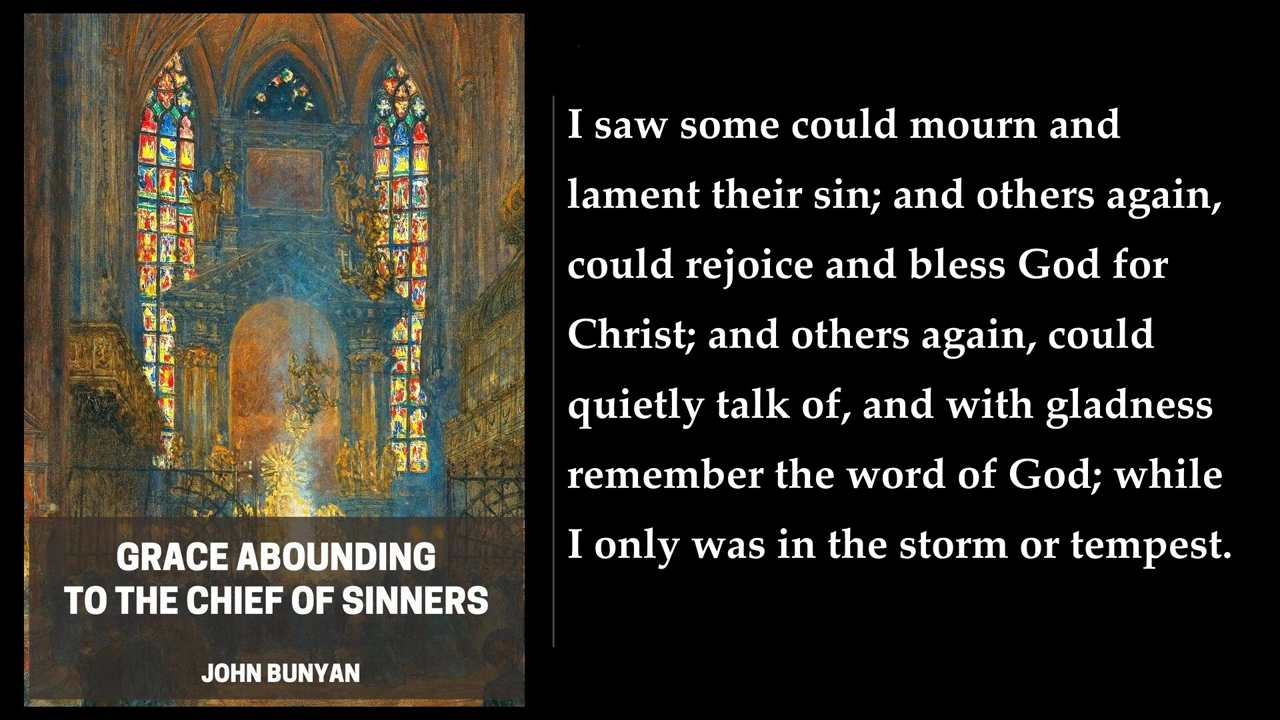 GRACE ABOUNDING
TO THE CHIEF OF SINNERS
JOHN BUNYAN
I saw some could mourn and
lament their sin; and others again,
could rejoice and bless God for
Christ; and others again, could
quietly talk of, and with gladness
remember the word of God; while
I only was in the storm or tempest.